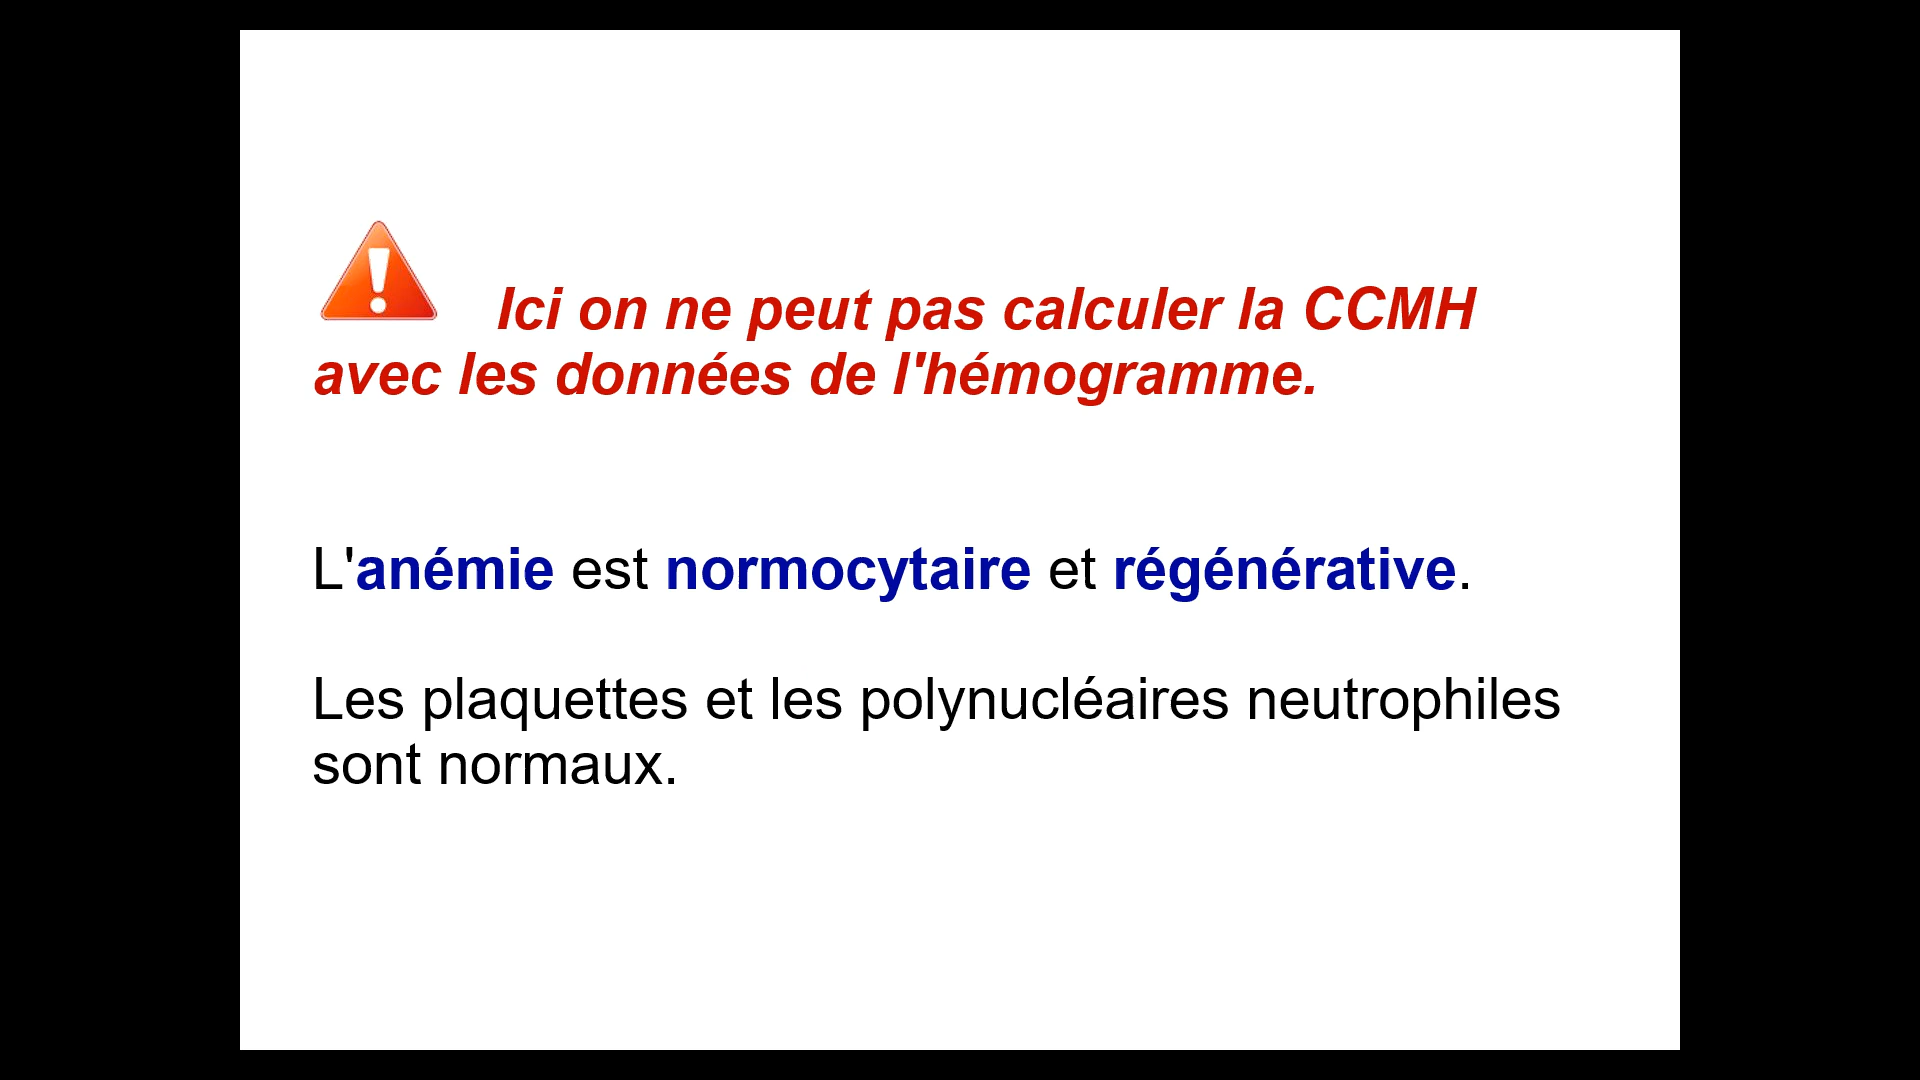 Ici on ne peut pas calculer la CCMH
avec les données de l'hémogramme.
L'anémie est normocytaire et régénérative.
Les plaquettes et les polynucléaires neutrophiles
sont normaux.